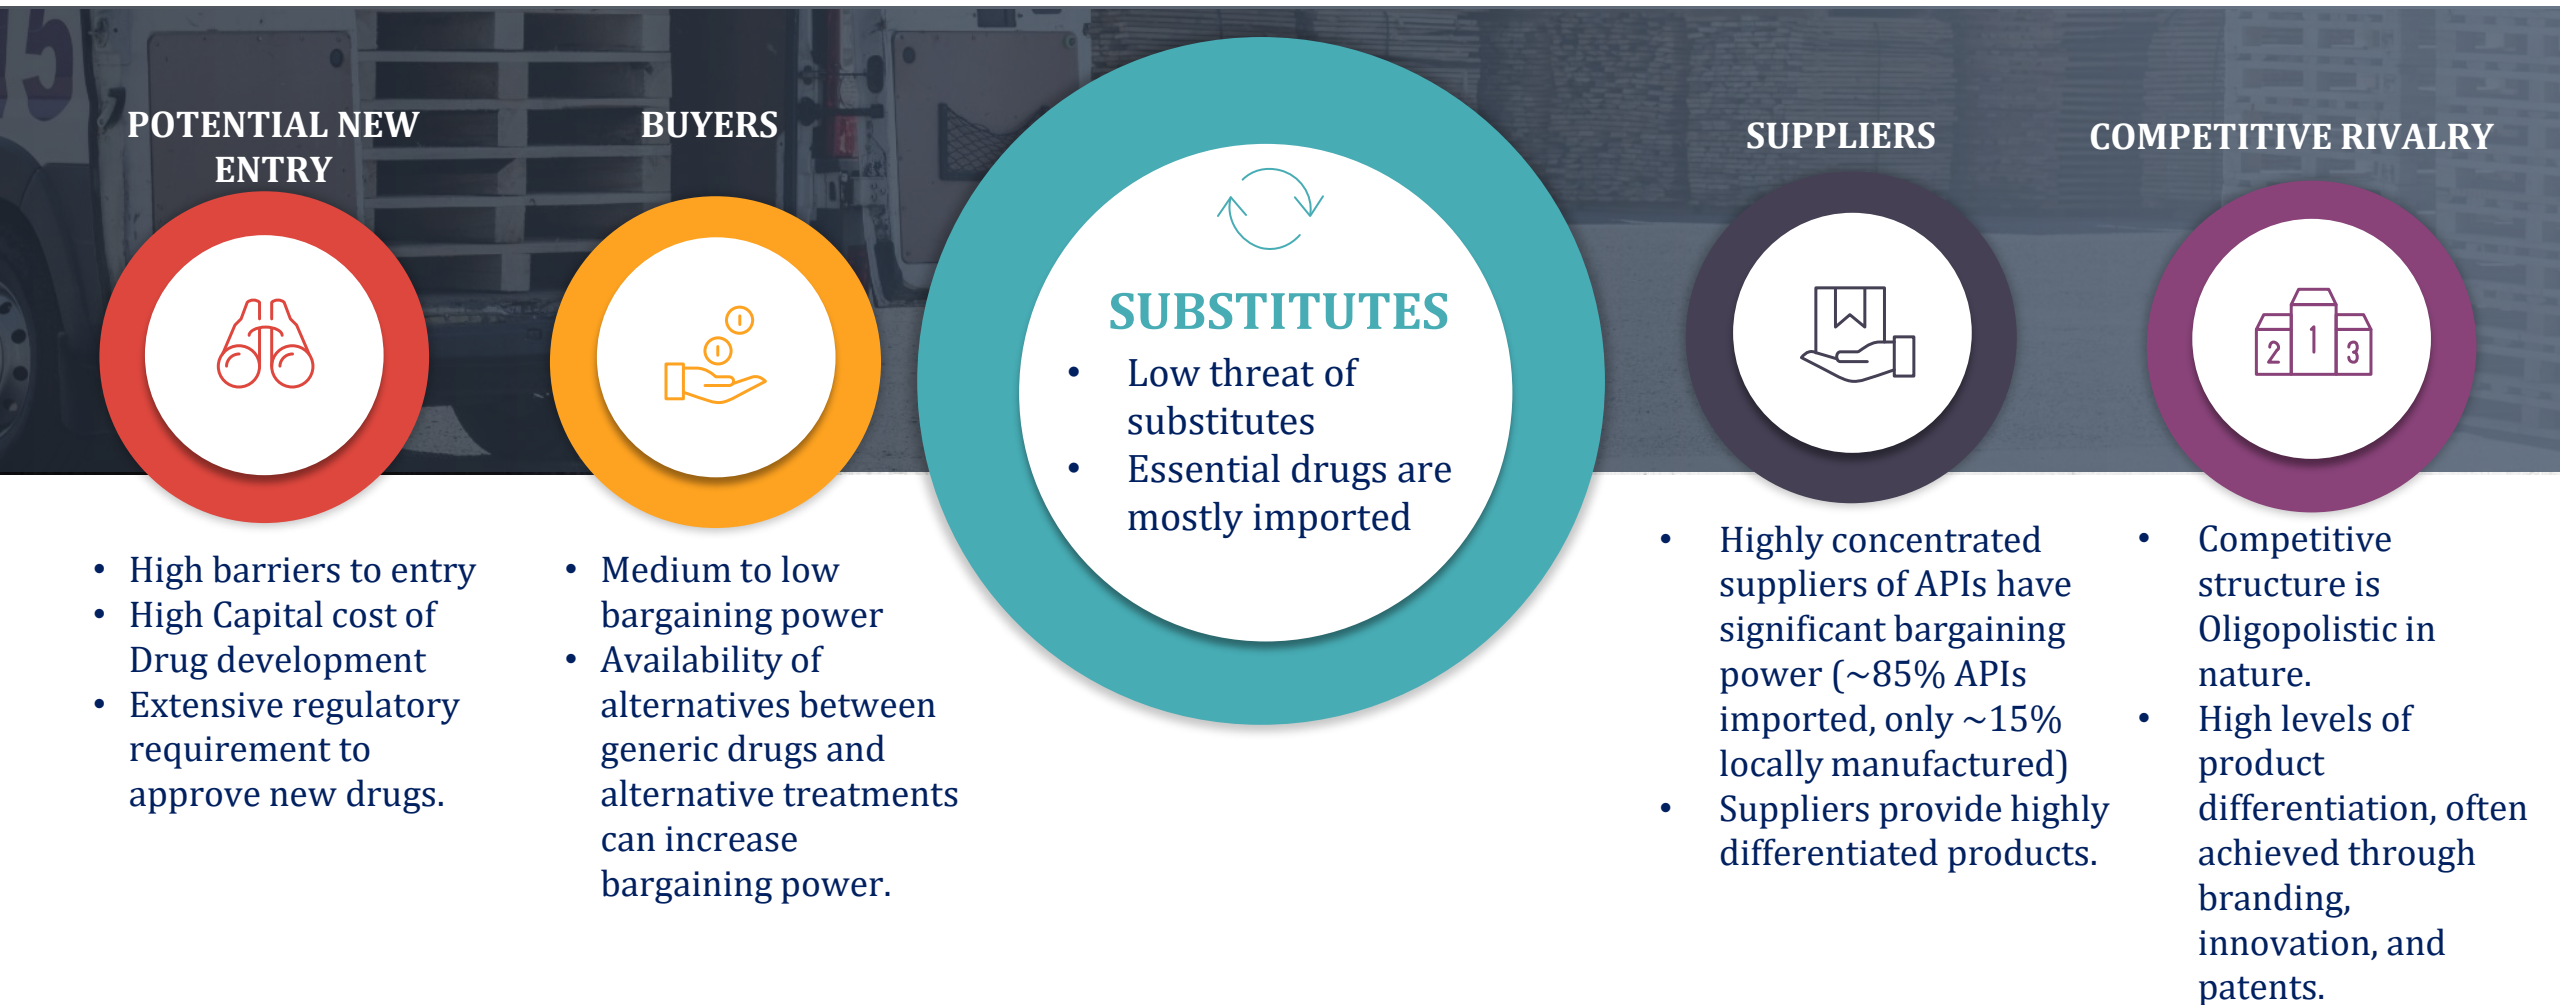 POTENTIAL NEW
ENTRY
• High barriers to entry
• High Capital cost of
Drug development
• Extensive regulatory
requirement to
approve new drugs.
BUYERS
• Medium to low
bargaining power
• Availability of
alternatives between
generic drugs and
alternative treatments
can increase
bargaining power.
SUBSTITUTES
• Low threat of
substitutes
• Essential drugs are
mostly imported
SUPPLIERS
• Highly concentrated
suppliers of APIs have
significant bargaining
power (~85% APIs
imported, only ~15%
locally manufactured)
• Suppliers provide highly
differentiated products.
COMPETITIVE RIVALRY
2 1 3
• Competitive
structure is
Oligopolistic in
nature.
• High levels of
product
differentiation, often
achieved through
branding,
innovation, and
patents.
5